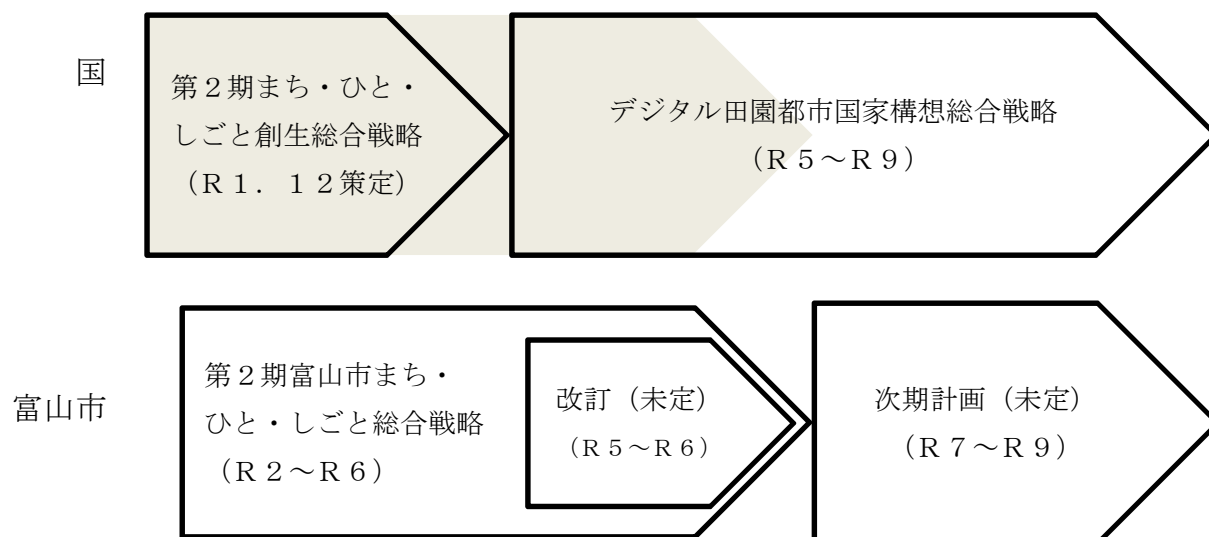 国
第２期まち・ひと・
しごと創生総合戦略
（Ｒ１．１２策定）
デジタル田園都市国家構想総合戦略
（Ｒ５～Ｒ９）
富山市
第２期富山市まち・
ひと・しごと総合戦略
（Ｒ２～Ｒ６）
改訂（未定）
（Ｒ５～Ｒ６）
次期計画（未定）
（Ｒ７～Ｒ９）